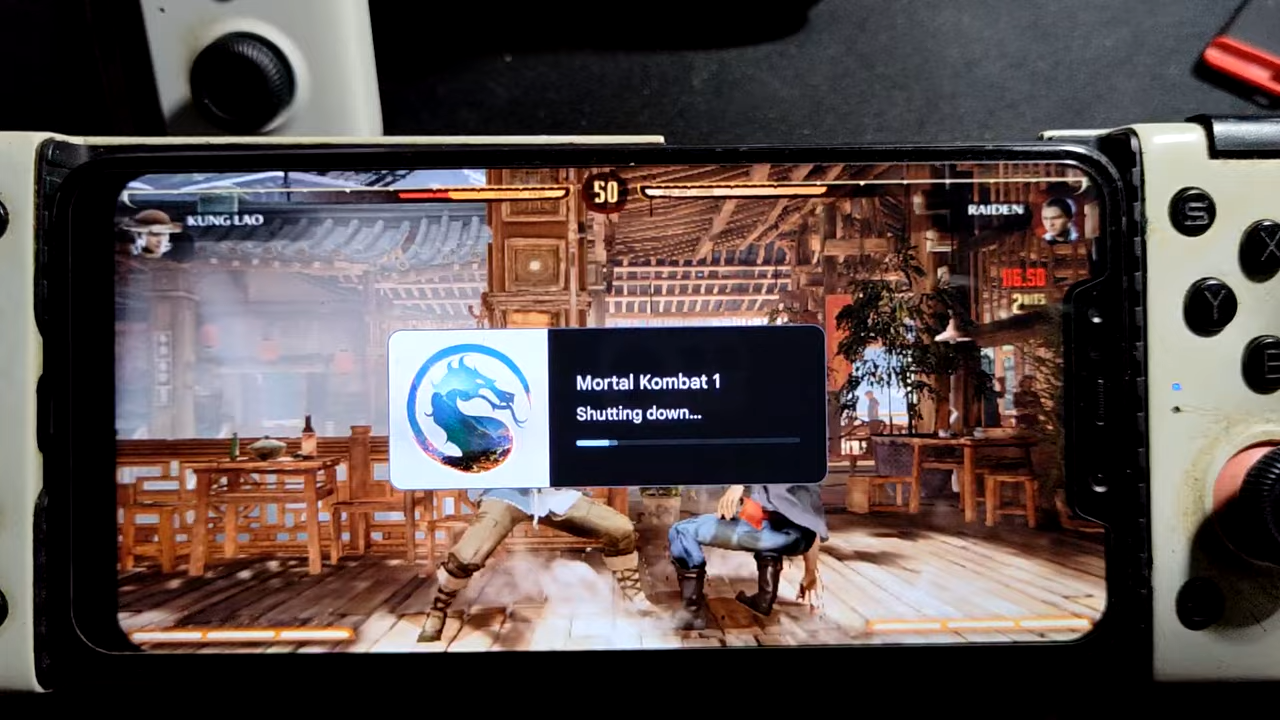 50
KUNG LAO
RAIDEN
116.50
2 HITS
Mortal Kombat 1
Shutting down...
S
X
Y